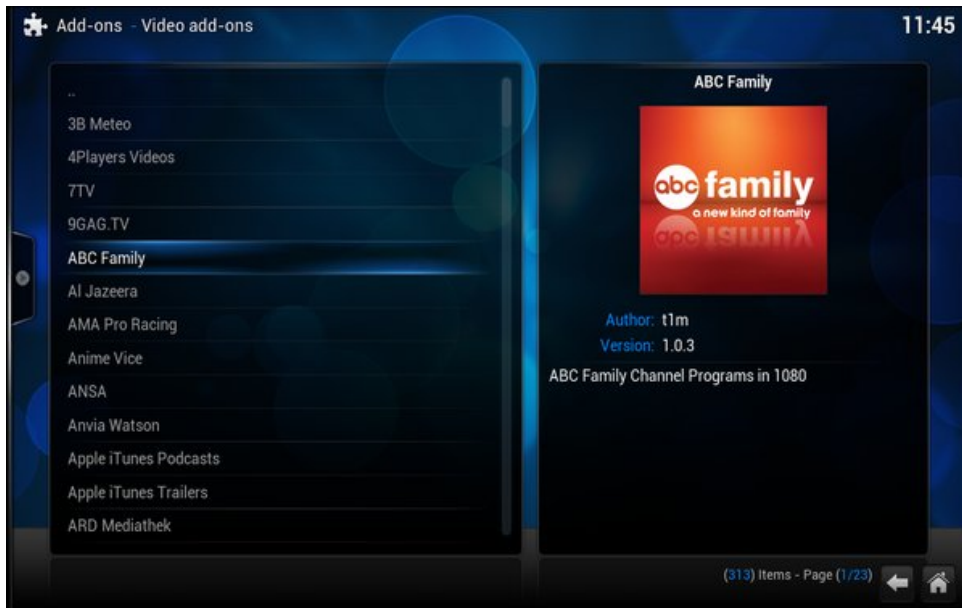 Add-ons - Video add-ons
11:45
..
3B Meteo
4Players Videos
7TV
9GAG.TV
ABC Family
Al Jazeera
AMA Pro Racing
Anime Vice
ANSA
Anvia Watson
Apple iTunes Podcasts
Apple iTunes Trailers
ARD Mediathek
ABC Family
abc family
a new kind of family
Author: t1m
Version: 1.0.3
ABC Family Channel Programs in 1080
(313) Items - Page (1/23)